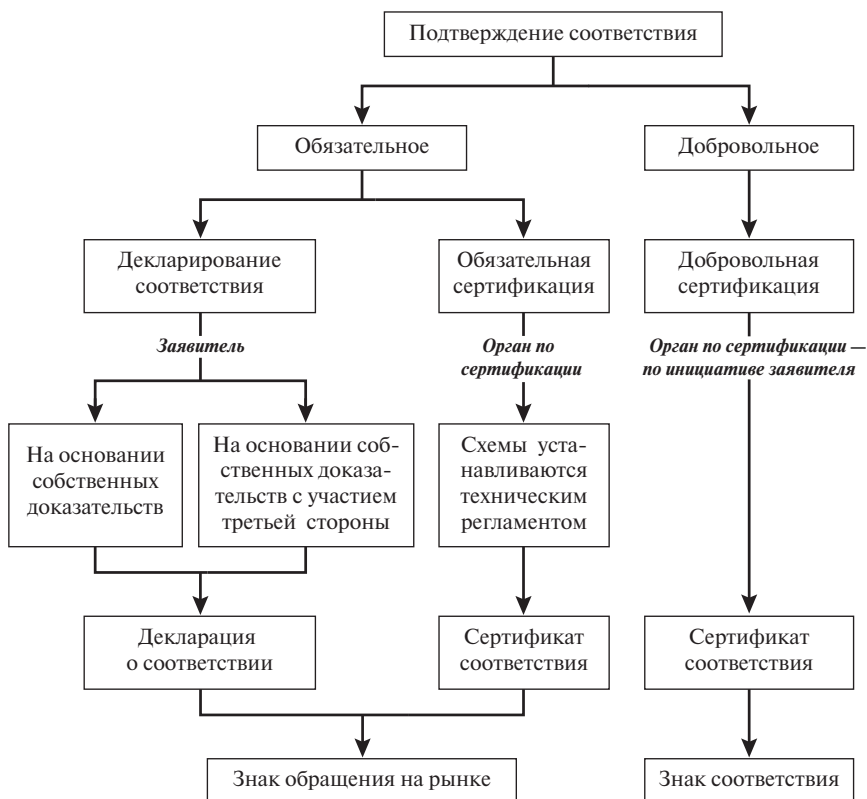 Подтверждение соответствия
Обязательное
Добровольное
Декларирование
соответствия
Обязательная
сертификация
Добровольная
сертификация
Заявитель
Орган по
сертификации
Орган по сертификации —
по инициативе заявителя
На основании
собственных
доказательств
На основании соб-
ственных доказа-
тельств с участием
третьей стороны
Схемы уста-
навливаются
техническим
регламентом
Декларация
о соответствии
Сертификат
соответствия
Сертификат
соответствия
Знак обращения на рынке
Знак соответствия